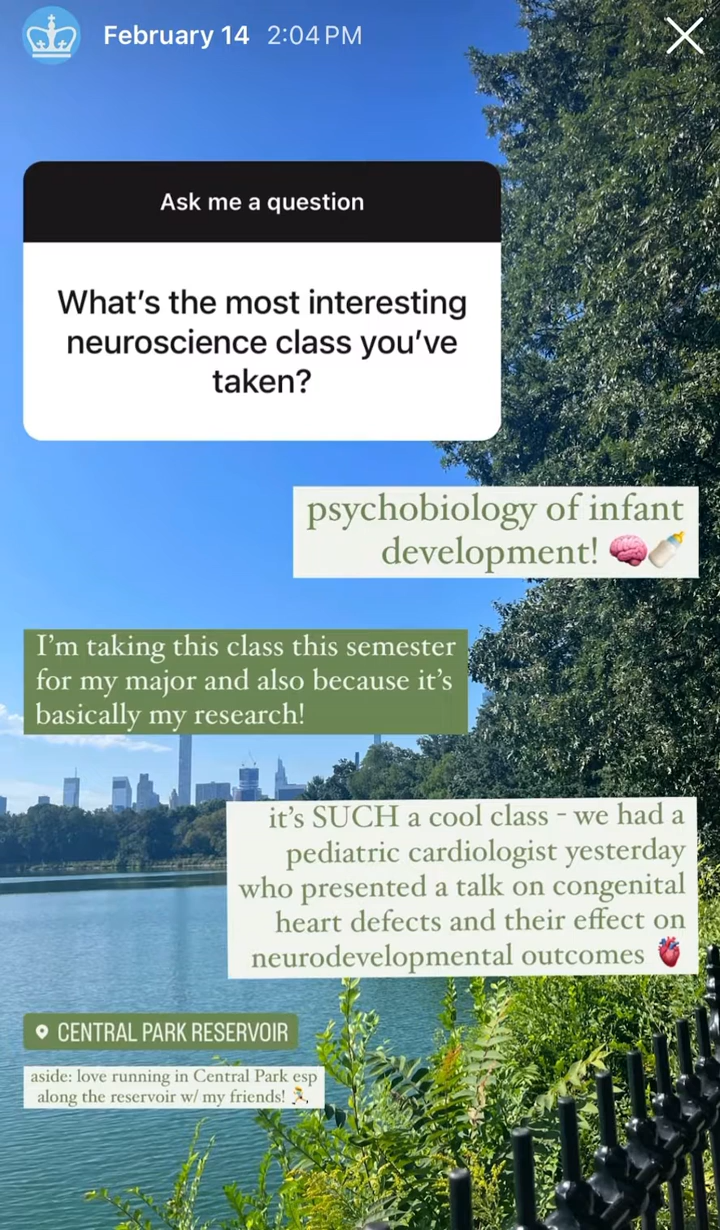 February 14 2:04 PM
Ask me a question
What's the most interesting
neuroscience class you've
taken?
psychobiology of infant
development! 🧠🍼
I'm taking this class this semester
for my major and also because it's
basically my research!
it's SUCH a cool class - we had a
pediatric cardiologist yesterday
who presented a talk on congenital
heart defects and their effect on
neurodevelopmental outcomes 🫀
CENTRAL PARK RESERVOIR
aside: love running in Central Park esp
along the reservoir w/ my friends! 🏃